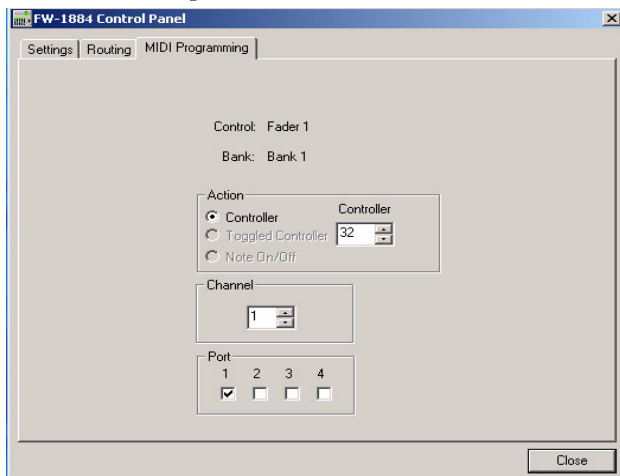 FW-1884 Control Panel
Settings Routing MIDI Programming
Control: Fader 1
Bank: Bank 1
Action
Controller
Controller
Toggled Controller 32
Note On/Off
Channel
1
Port
1 2 3 4
Close